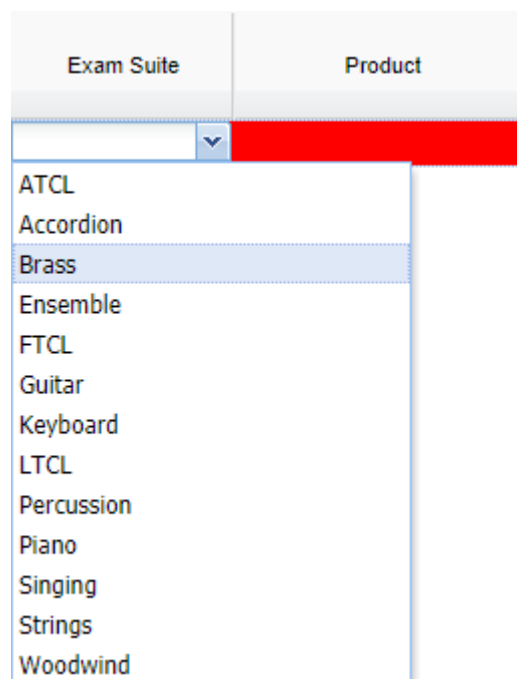 Exam Suite Product
ATCL
Accordion
Brass
Ensemble
FTCL
Guitar
Keyboard
LTCL
Percussion
Piano
Singing
Strings
Woodwind